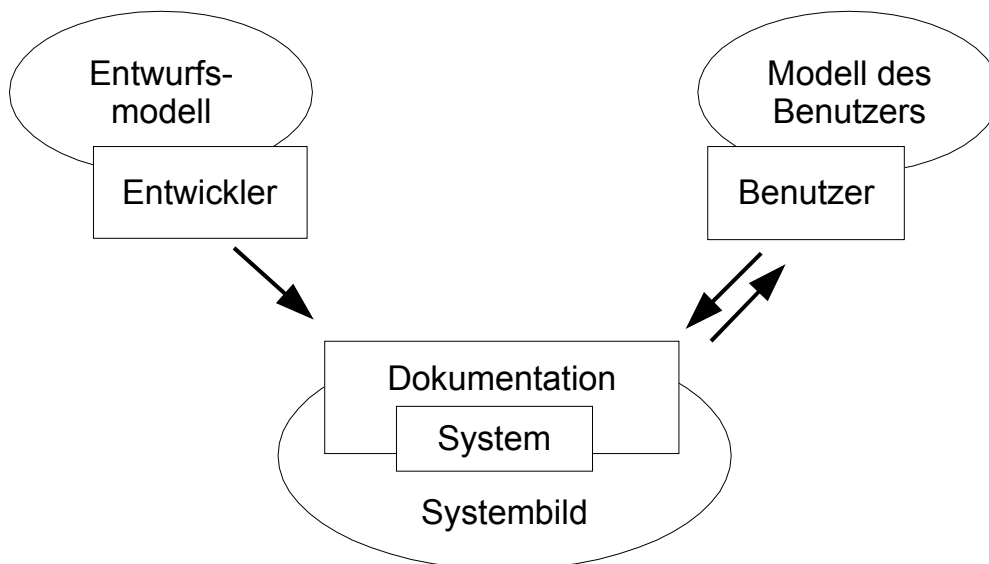 Entwurfs-
modell
Entwickler
Modell des
Benutzers
Benutzer
Dokumentation
System
Systembild